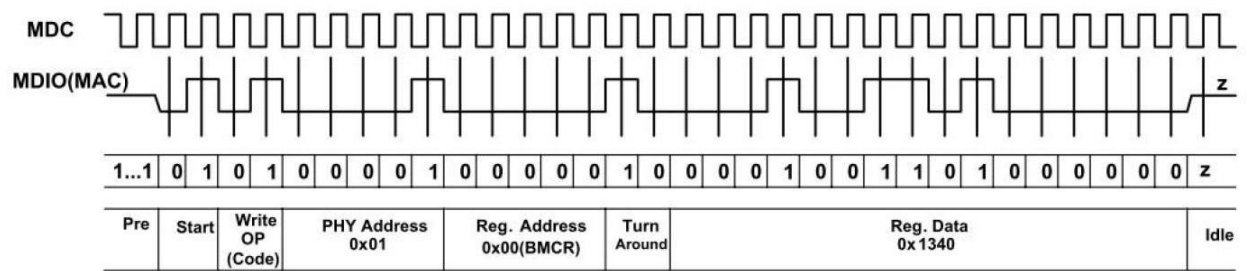 MDC
MDIO(MAC)
z
1...1 0 1 0 1 0 0 0 0 1 0 0 0 0 0 1 0 0 0 0 1 0 0 1 1 0 1 0 0 0 0 0 0 z
Pre Start Write OP (Code) PHY Address 0x01 Reg. Address 0x00(BMCR) Turn Around Reg. Data 0x1340 Idle